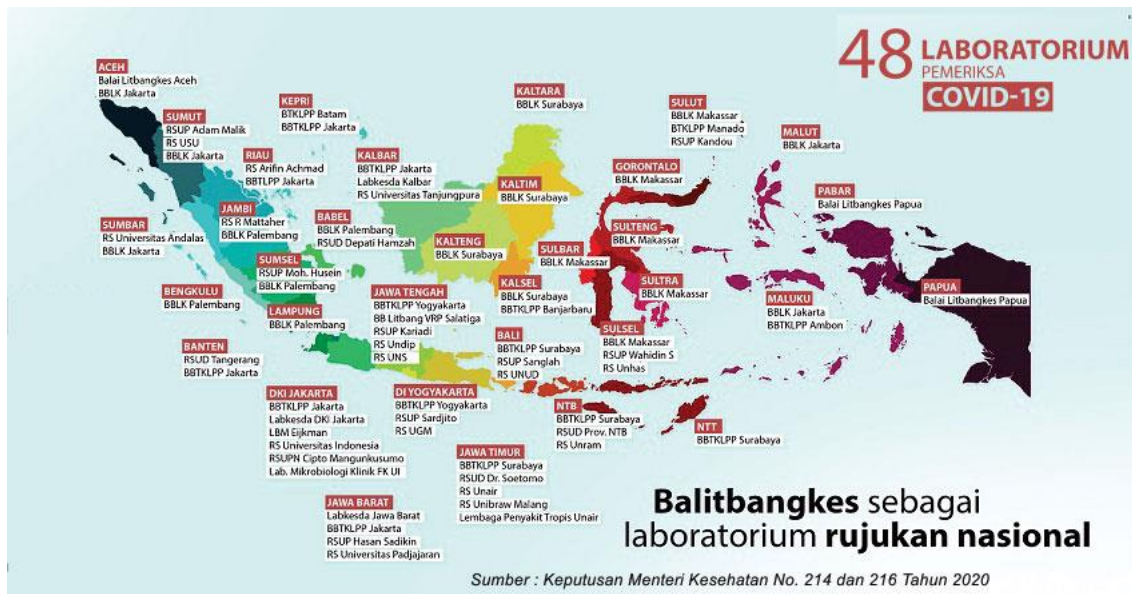 48 LABORATORIUM
PEMERIKSA
COVID-19
ACEH
Balai Litbangkes Aceh
BBLK Jakarta
SUMUT
RSUP Adam Malik
RS USU
BBLK Jakarta
KEPRI
BTKLPP Batam
BBTKLPP Jakarta
RIAU
RS Arifin Achmad
BBTLPP Jakarta
KALBAR
BBTKLPP Jakarta
Labkesda Kalbar
RS Universitas Tanjungpura
KALTARA
BBLK Surabaya
SULUT
BBLK Makassar
BTKLPP Manado
RSUP Kandou
MALUT
BBLK Jakarta
GORONTALO
BBLK Makassar
KALTIM
BBLK Surabaya
PABAR
Balai Litbangkes Papua
SUMBAR
RS Universitas Andalas
BBLK Jakarta
JAMBI
RS R Mattaher
BBLK Palembang
BABEL
BBLK Palembang
RSUD Depati Hamzah
KALTENG
BBLK Surabaya
SULBAR
BBLK Makassar
SULTENG
BBLK Makassar
SUMSEL
RSUP Moh. Husein
BBLK Palembang
BENGKULU
BBLK Palembang
LAMPUNG
BBLK Palembang
JAWA TENGAH
BBTKLPP Yogyakarta
BB Litbang VRP Salatiga
RSUP Kariadi
RS Undip
RS UNS
KALSEL
BBLK Surabaya
BBTKLPP Banjarbaru
SULTRA
BBLK Makassar
MALUKU
BBLK Jakarta
BBTKLPP Ambon
PAPUA
Balai Litbangkes Papua
BANTEN
RSUD Tangerang
BBTKLPP Jakarta
BALI
BBTKLPP Surabaya
RSUP Sanglah
RS UNUD
SULSEL
BBLK Makassar
RSUP Wahidin S
RS Unhas
DKI JAKARTA
BBTKLPP Jakarta
Labkesda DKI Jakarta
LBM Eijkman
RS Universitas Indonesia
RSUPN Cipto Mangunkusumo
Lab. Mikrobiologi Klinik FK UI
DI YOGYAKARTA
BBTKLPP Yogyakarta
RSUP Sardjito
RS UGM
NTB
BBTKLPP Surabaya
RSUD Prov. NTB
RS Unram
NTT
BBTKLPP Surabaya
JAWA TIMUR
BBTKLPP Surabaya
RSUD Dr. Soetomo
RS Unair
RS Unibraw Malang
Lembaga Penyakit Tropis Unair
JAWA BARAT
Labkesda Jawa Barat
BBTKLPP Jakarta
RSUP Hasan Sadikin
RS Universitas Padjajaran
Balitbangkes sebagai
laboratorium rujukan nasional
Sumber : Keputusan Menteri Kesehatan No. 214 dan 216 Tahun 2020